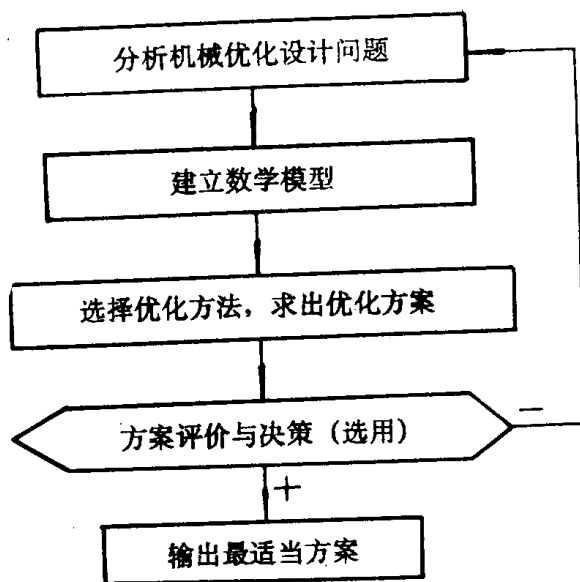 分析机械优化设计问题
建立数学模型
选择优化方法，求出优化方案
方案评价与决策（选用）
—
+
输出最适当方案